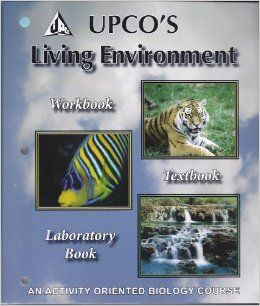 UPCO'S
Living Environment
Workbook
Textbook
Laboratory
Book
AN ACTIVITY ORIENTED BIOLOGY COURSE